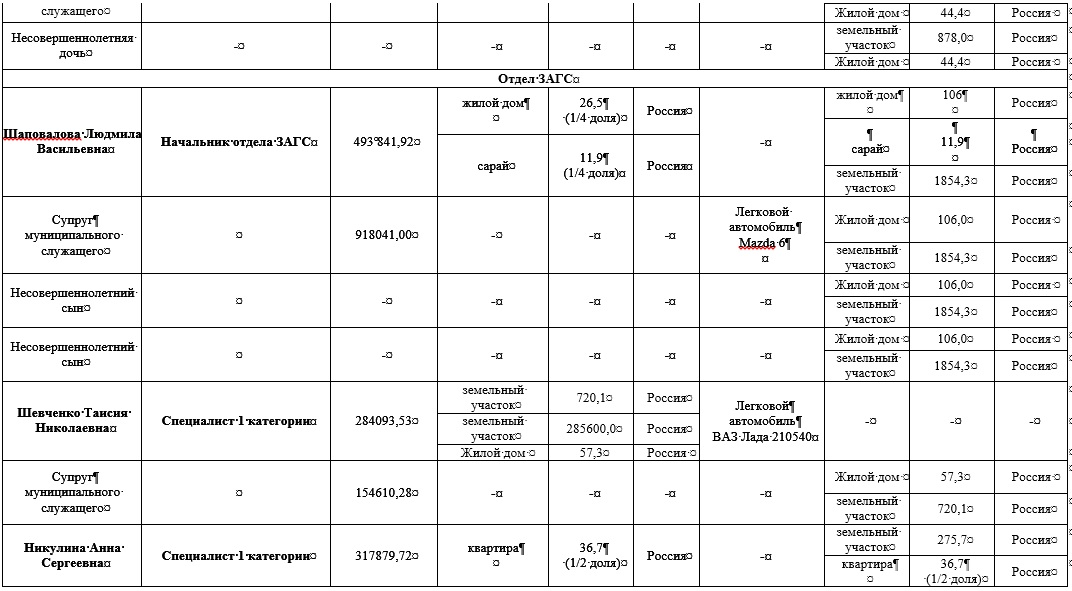 служащего¤ Жилой·дом·¤ 44,4¤ Россия·¤
Несовершеннолетняя· дочь¤ -¤ -¤ -¤ -¤ -¤ -¤ земельный· участок¤ 878,0¤ Россия¤
Жилой·дом·¤ 44,4¤ Россия¤
Отдел·ЗАГС¤
Шаповалова·Людмила· Васильевна¤ Начальник·отдела·ЗАГС¤ 493°841,92¤ жилой·дом¶ ¤ 26,5¶ ·(1/4·доля)¤ Россия¤ -¤ жилой·дом¶ ¤ 106¶ ¤ Россия¤
сарай¤ 11,9¶ (1/4·доля)¤ Россия¤ ¶ сарай¤ ¶ 11,9¶ ¤ ¶ Россия¤
земельный· участок¤ 1854,3¤ Россия¤
Супруг¶ муниципального· служащего¤ ¤ 918041,00¤ -¤ -¤ -¤ Легковой· автомобиль¶ Mazda·6¶ ¤ Жилой·дом·¤ 106,0¤ Россия¤
земельный· участок¤ 1854,3¤ Россия¤
Несовершеннолетний· сын¤ ¤ -¤ -¤ -¤ -¤ -¤ Жилой·дом·¤ 106,0¤ Россия¤
земельный· участок¤ 1854,3¤ Россия¤
Несовершеннолетний· сын¤ ¤ -¤ -¤ -¤ -¤ -¤ Жилой·дом·¤ 106,0¤ Россия¤
земельный· участок¤ 1854,3¤ Россия¤
Шевченко·Таисия· Николаевна¤ Специалист·1·категории¤ 284093,53¤ земельный· участок¤ 720,1¤ Россия¤ Легковой¶ автомобиль¶ ВАЗ·Лада·210540¤ -¤ -¤ -¤
земельный· участок¤ 285600,0¤ Россия¤
Жилой·дом·¤ 57,3¤ Россия·¤
Супруг¶ муниципального· служащего¤ ¤ 154610,28¤ -¤ -¤ -¤ -¤ Жилой·дом·¤ 57,3¤ Россия·¤
земельный· участок¤ 720,1¤ Россия¤
Никулина·Анна· Сергеевна¤ Специалист·1·категории¤ 317879,72¤ квартира¶ ¤ 36,7¶ ·(1/2·доля)¤ Россия¤ -¤ земельный· участок¤ 275,7¤ Россия¤
квартира¶ ¤ 36,7¶ ·(1/2·доля)¤ Россия¤